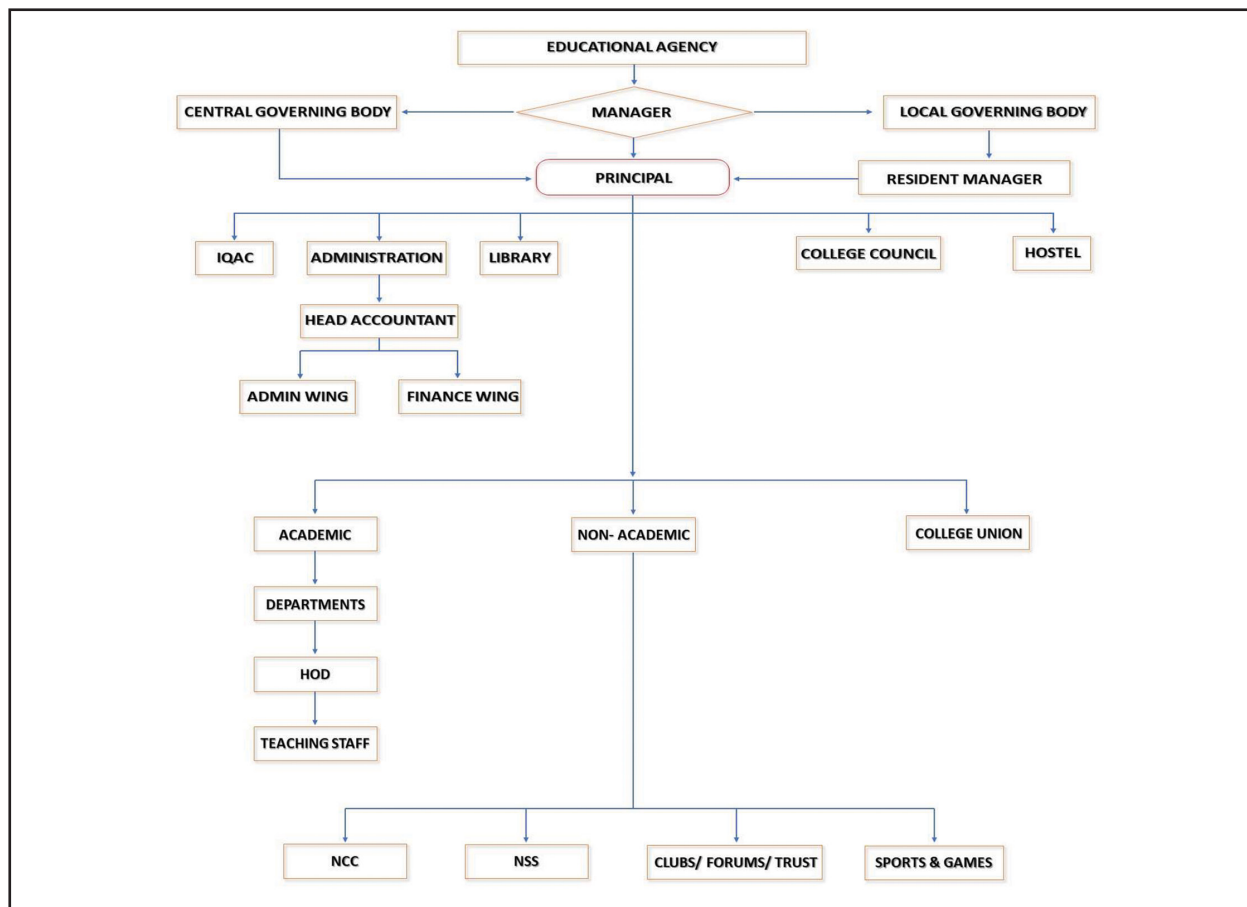 EDUCATIONAL AGENCY
CENTRAL GOVERNING BODY
MANAGER
LOCAL GOVERNING BODY
PRINCIPAL
RESIDENT MANAGER
IQAC
ADMINISTRATION
LIBRARY
COLLEGE COUNCIL
HOSTEL
HEAD ACCOUNTANT
ADMIN WING
FINANCE WING
ACADEMIC
NON- ACADEMIC
COLLEGE UNION
DEPARTMENTS
HOD
TEACHING STAFF
NCC
NSS
CLUBS/ FORUMS/ TRUST
SPORTS & GAMES